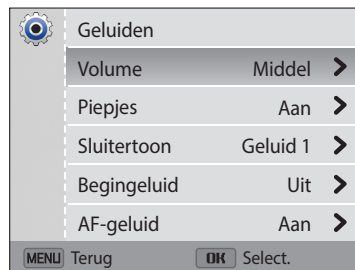 Geluiden
Volume Middel
Piepjes Aan
Sluitertoon Geluid 1
Begingeluid Uit
AF-geluid Aan
MENU Terug OK Select.